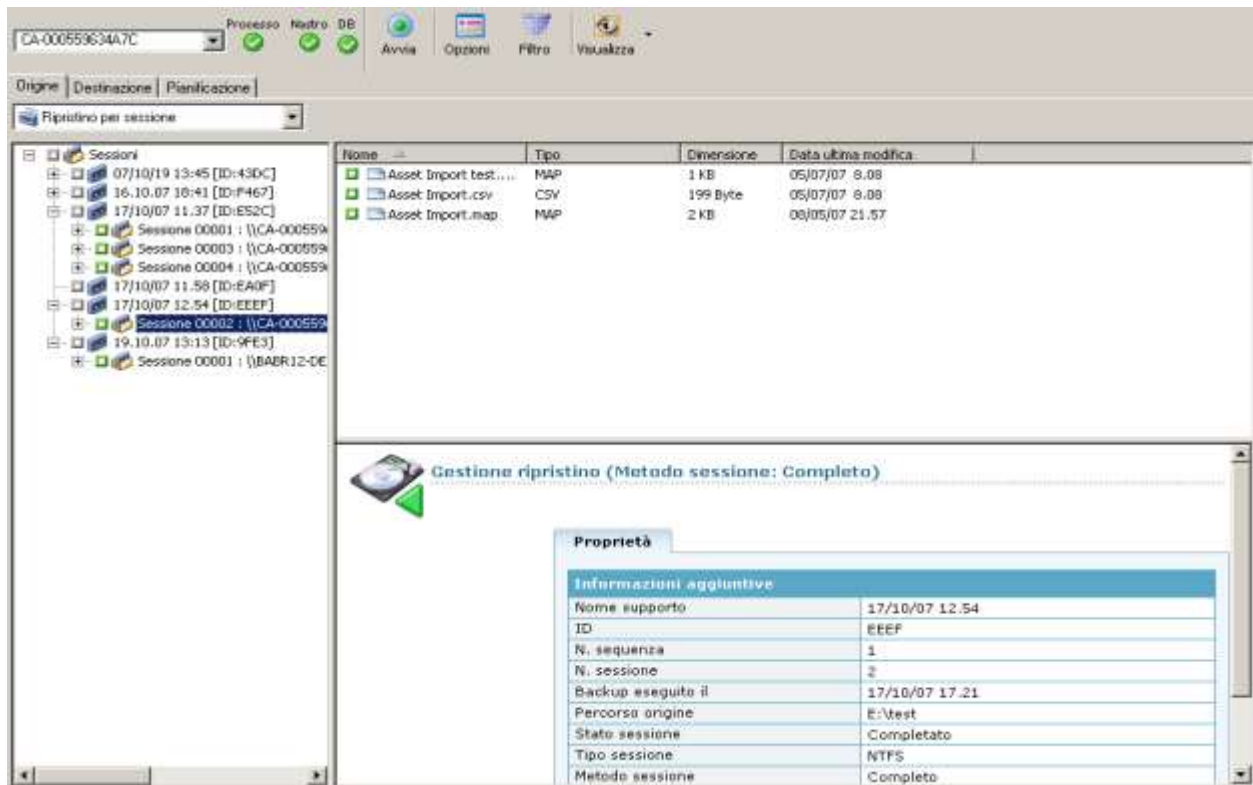 Processo Nastro DB
CA-000559634A7C
Avvia Opzioni Filtro Visualizza
Origine Destinazione Pianificazione
Ripristino per sessione
Sessioni
07/10/19 13:45 [ID:43DC]
16.10.07 18:41 [ID:F467]
17/10/07 11.37 [ID:E52C]
Sessione 00001 : \\CA-000559
Sessione 00003 : \\CA-000559
Sessione 00004 : \\CA-000559
17/10/07 11.58 [ID:EA0F]
17/10/07 12.54 [ID:EEEF]
Sessione 00002 : \\CA-000559
19.10.07 13:13 [ID:9FE3]
Sessione 00001 : \\BABR12-DE
Nome Tipo Dimensione Data ultima modifica
Asset Import test.... MAP 1 KB 05/07/07 8.08
Asset Import.csv CSV 199 Byte 05/07/07 8.08
Asset Import.map MAP 2 KB 08/05/07 21.57
Gestione ripristino (Metodo sessione: Completo)
Proprietà
Informazioni aggiuntive
Nome supporto 17/10/07 12.54
ID EEEF
N. sequenza 1
N. sessione 2
Backup eseguito il 17/10/07 17.21
Percorso origine E:\test
Stato sessione Completato
Tipo sessione NTFS
Metodo sessione Completo